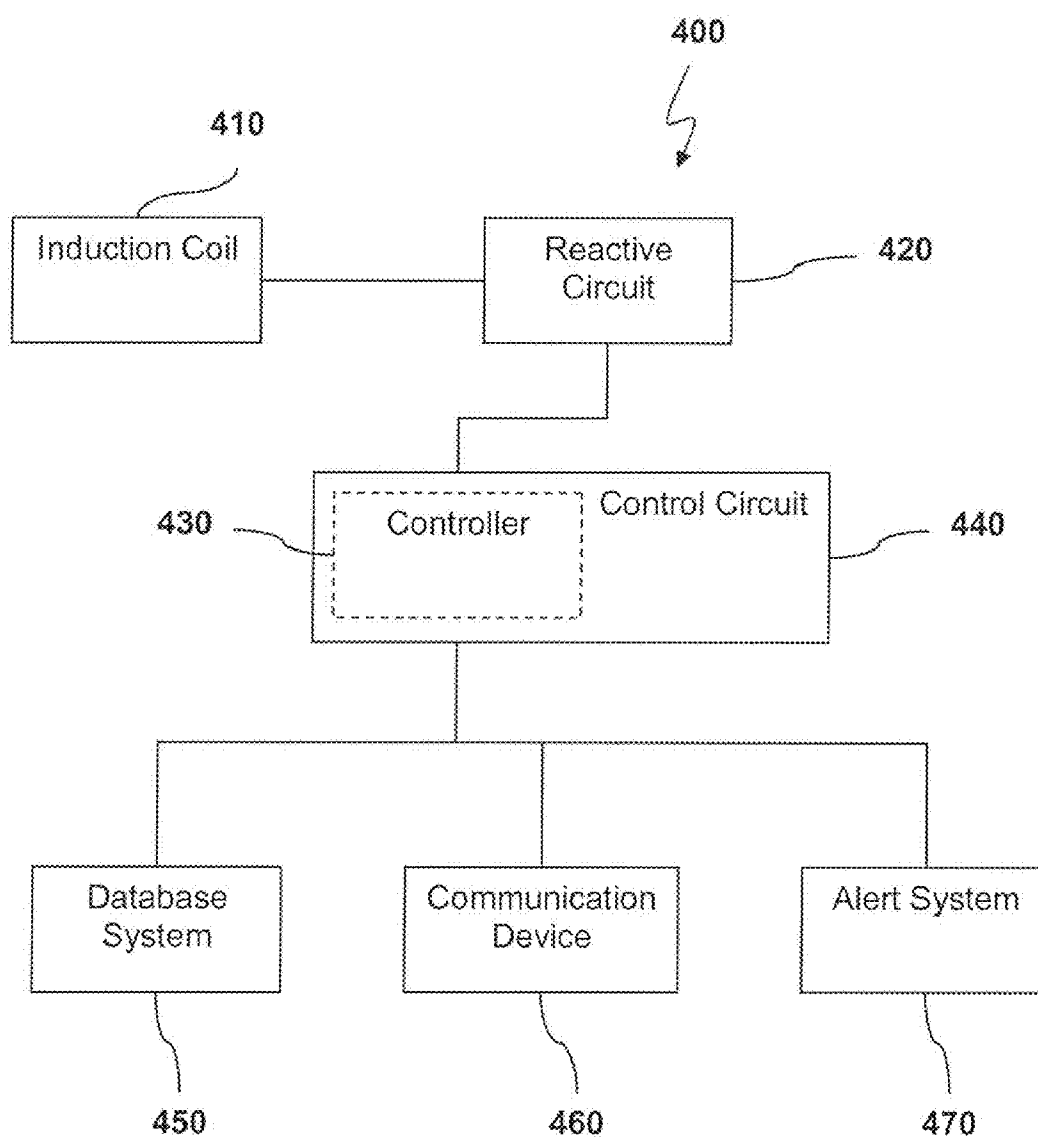 400
410
Induction Coil
Reactive
Circuit
420
430
Controller
Control Circuit
440
Database
System
Communication
Device
Alert System
450
460
470